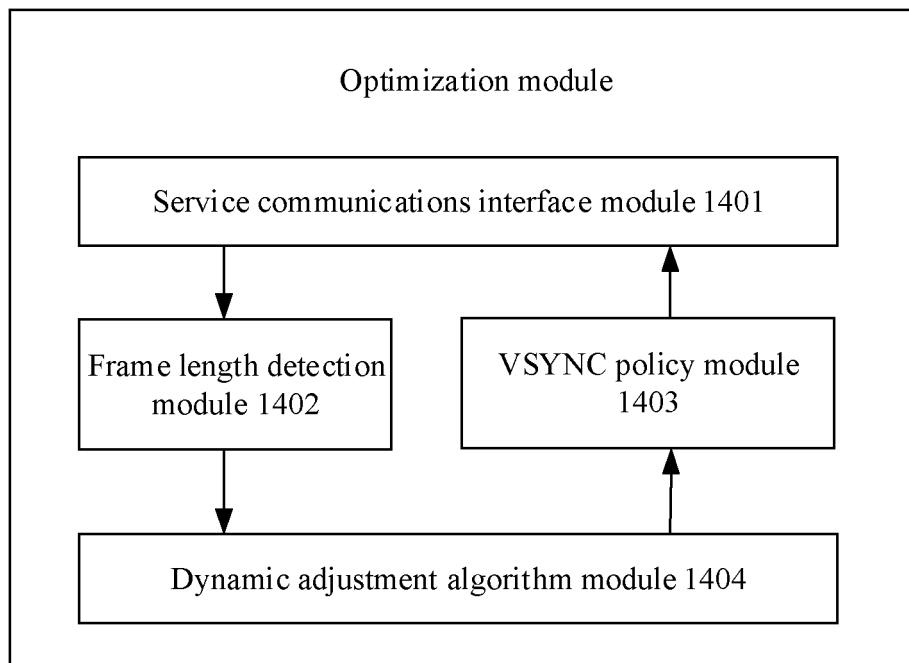 Optimization module
Service communications interface module 1401
Frame length detection
module 1402
VSYNC policy module
1403
Dynamic adjustment algorithm module 1404